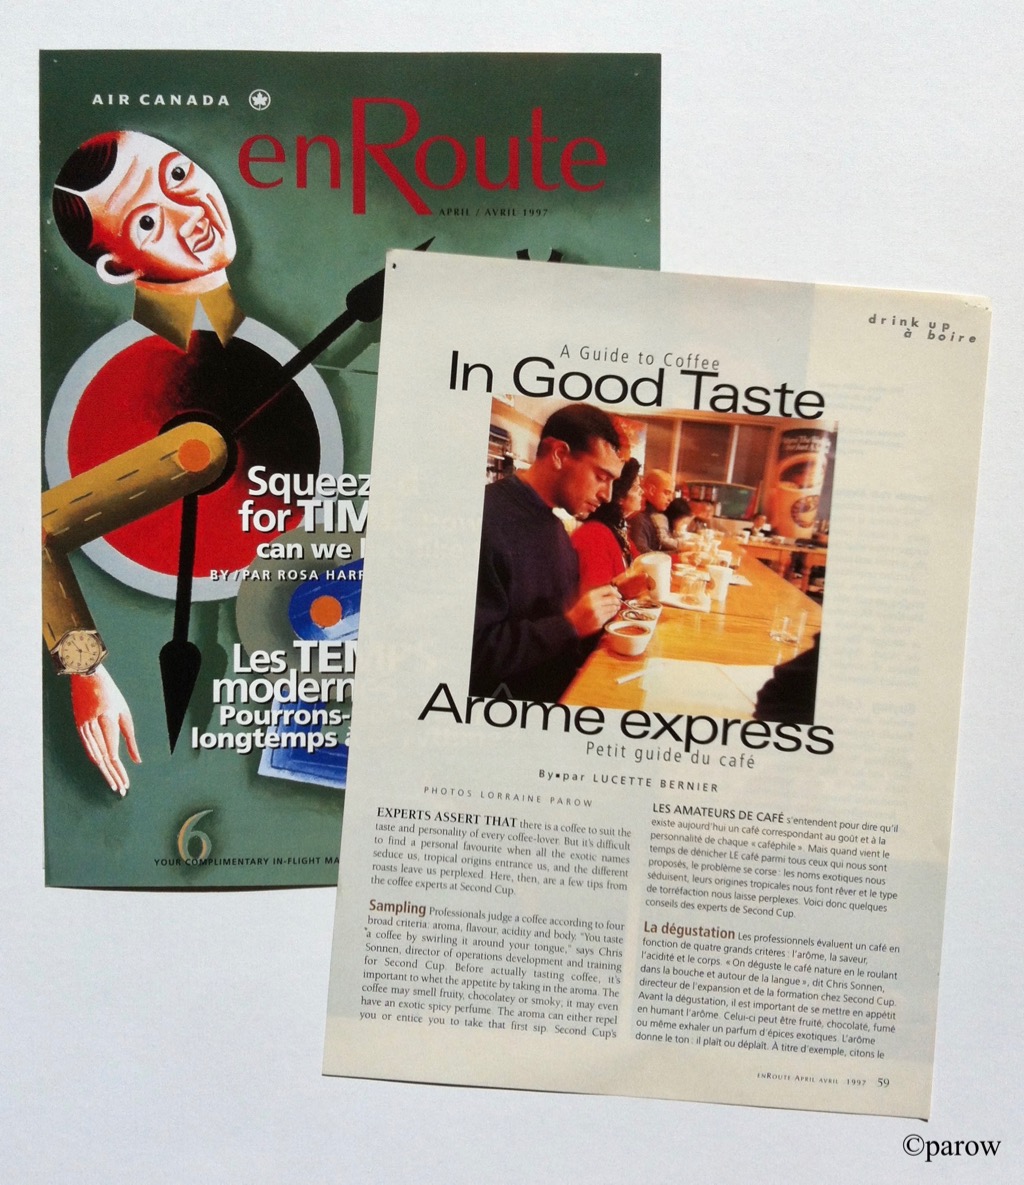 AIR CANADA
enRoute
APRIL / AVRIL 1997
Squeez
for TIM
can we
BY / PAR ROSA HARR
Les TEM
modern
Pourrons-
longtemps
6
YOUR COMPLIMENTARY IN-FLIGHT MA
drink up
à boire
A Guide to Coffee
In Good Taste
Arôme express
Petit guide du café
By▪par LUCETTE BERNIER
PHOTOS LORRAINE PAROW
EXPERTS ASSERT THAT there is a coffee to suit the
taste and personality of every coffee-lover. But it's difficult
to find a personal favourite when all the exotic names
seduce us, tropical origins entrance us, and the different
roasts leave us perplexed. Here, then, are a few tips from
the coffee experts at Second Cup.
Sampling Professionals judge a coffee according to four
broad criteria: aroma, flavour, acidity and body. "You taste
a coffee by swirling it around your tongue," says Chris
Sonnen, director of operations development and training
for Second Cup. Before actually tasting coffee, it's
important to whet the appetite by taking in the aroma. The
coffee may smell fruity, chocolatey or smoky; it may even
have an exotic spicy perfume. The aroma can either repel
you or entice you to take that first sip. Second Cup's
LES AMATEURS DE CAFÉ s'entendent pour dire qu'il
existe aujourd'hui un café correspondant au goût et à la
personnalité de chaque « caféphile ». Mais quand vient le
temps de dénicher LE café parmi tous ceux qui nous sont
proposés, le problème se corse : les noms exotiques nous
séduisent, leurs origines tropicales nous font rêver et le type
de torréfaction nous laisse perplexes. Voici donc quelques
conseils des experts de Second Cup.
La dégustation Les professionnels évaluent un café en
fonction de quatre grands critères : l'arôme, la saveur,
l'acidité et le corps. « On déguste le café nature en le roulant
dans la bouche et autour de la langue », dit Chris Sonnen,
directeur de l'expansion et de la formation chez Second Cup.
Avant la dégustation, il est important de se mettre en appétit
en humant l'arôme. Celui-ci peut être fruité, chocolaté, fumé
ou même exhaler un parfum d'épices exotiques. L'arôme
donne le ton : il plaît ou déplaît. À titre d'exemple, citons le
enROUTE-APRIL AVRIL 1997 59
©parow